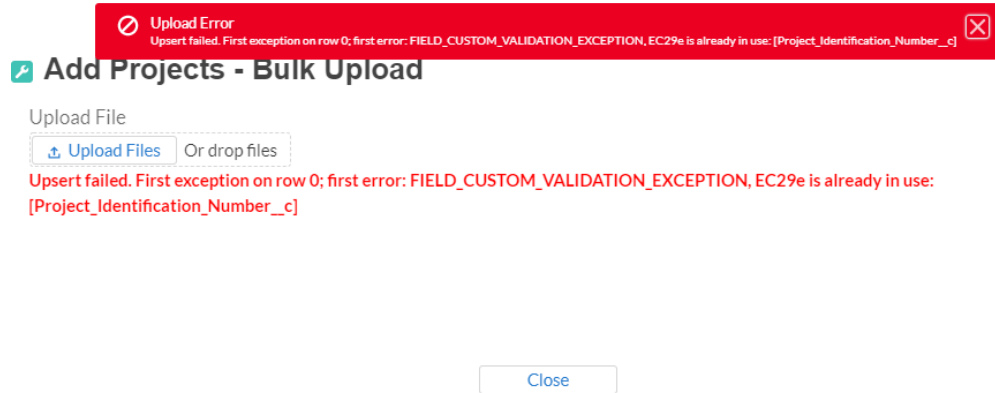 Upload Error
Upsert failed. First exception on row 0; first error: FIELD_CUSTOM_VALIDATION_EXCEPTION, EC29e is already in use: [Project_Identification_Number__c]
Add Projects - Bulk Upload
Upload File
Upload Files Or drop files
Upsert failed. First exception on row 0; first error: FIELD_CUSTOM_VALIDATION_EXCEPTION, EC29e is already in use:
[Project_Identification_Number__c]
Close